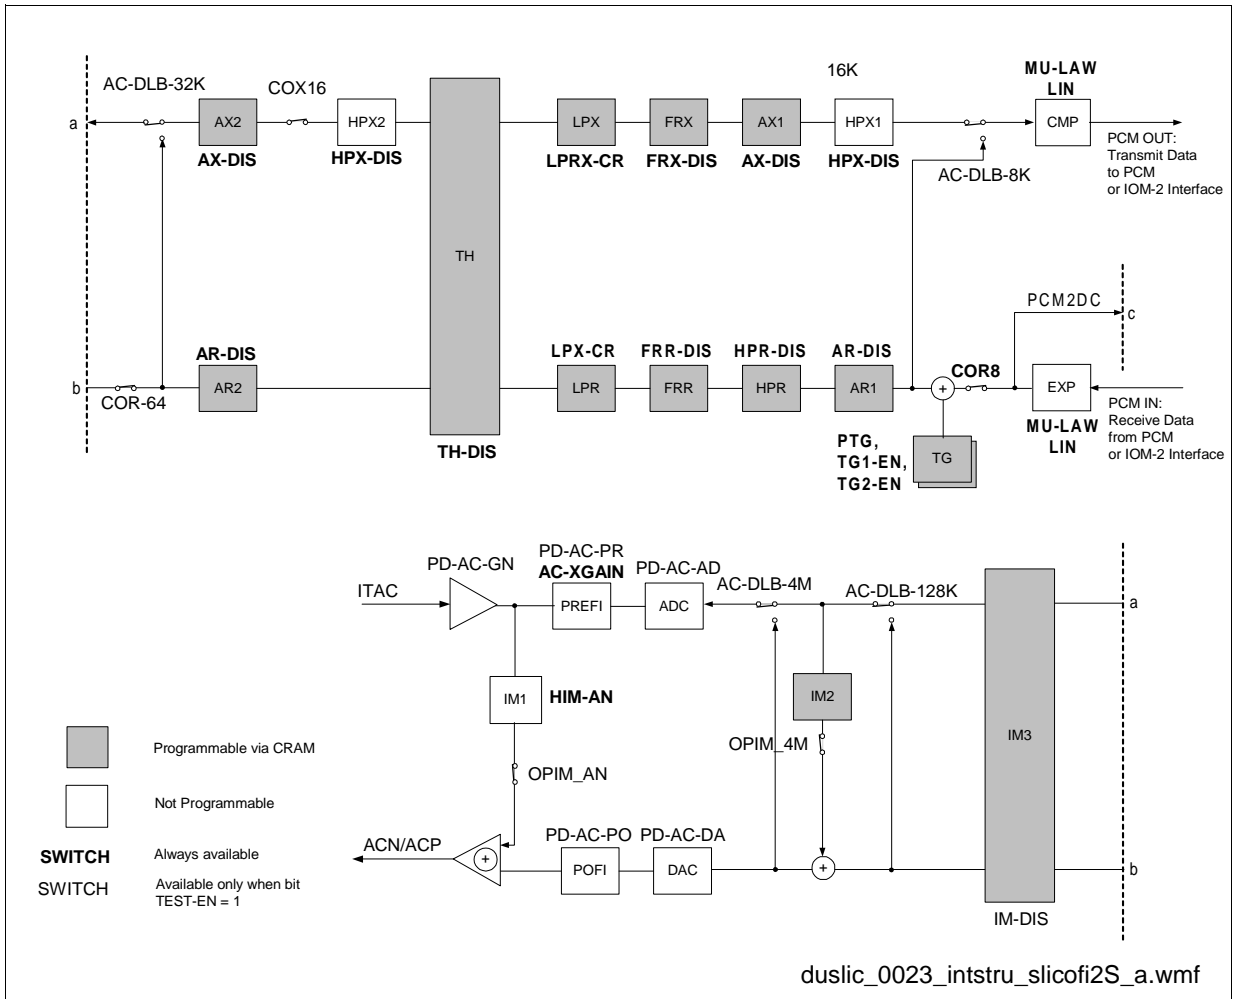 AC-DLB-32K
COX16
16K
MU-LAW
LIN
a
AX2
HPX2
LPX
FRX
AX1
HPX1
CMP
AX-DIS
HPX-DIS
LPRX-CR
FRX-DIS
AX-DIS
HPX-DIS
AC-DLB-8K
PCM OUT:
Transmit Data
to PCM
or IOM-2 Interface
TH
PCM2DC
c
AR-DIS
LPX-CR
FRR-DIS
HPR-DIS
AR-DIS
COR8
b
COR-64
AR2
LPR
FRR
HPR
AR1
+
EXP
PCM IN:
Receive Data
from PCM
or IOM-2 Interface
MU-LAW
LIN
TH-DIS
PTG,
TG1-EN,
TG2-EN
TG
PD-AC-GN
PD-AC-PR
AC-XGAIN
PD-AC-AD
AC-DLB-4M
AC-DLB-128K
ITAC
PREFI
ADC
a
IM1
HIM-AN
IM2
IM3
OPIM_4M
OPIM_AN
Programmable via CRAM
Not Programmable
SWITCH
Always available
SWITCH
Available only when bit
TEST-EN = 1
ACN/ACP
+
PD-AC-PO
PD-AC-DA
POFI
DAC
+
b
IM-DIS
duslic_0023_intstru_slicofi2S_a.wmf